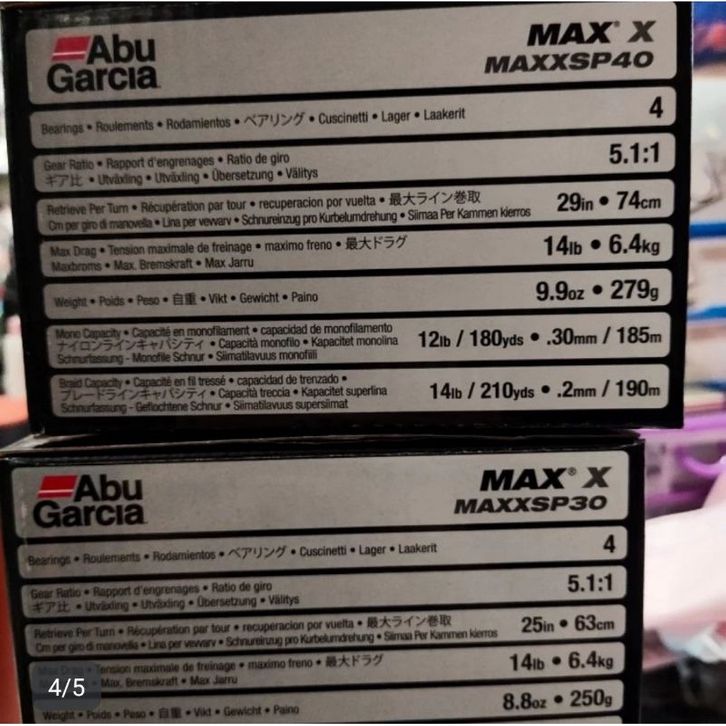 Abu
Garcia
MAX® X
MAXXSP40
Bearings • Roulements • Rodamientos • ベアリング • Cuscinetti • Lager • Laakerit
4
Gear Ratio • Rapport d'engrenages • Ratio de giro
ギア比 • Utväxling • Utväxling • Übersetzung • Välitys
5.1:1
Retrieve Per Turn • Récupération par tour • recuperacion por vuelta • 最大ライン巻取
Cm per giro di manovella • Lina per vevvarv • Schnureinzug pro Kurbelumdrehung • Siimaa Per Kammen kierros
29in • 74cm
Max Drag • Tension maximale de freinage • maximo freno • 最大ドラグ
Maxbroms • Max. Bremskraft • Max Jarru
14lb • 6.4kg
Weight • Poids • Peso • 自重 • Vikt • Gewicht • Paino
9.9oz • 279g
Mono Capacity • Capacité en monofilament • capacidad de monofilamento
ナイロンラインキャパシティ • Capacità monofilo • Kapacitet monolina
Schnurfassung - Monofile Schnur • Siimatilavuus monofiili
12lb / 180yds • .30mm / 185m
Braid Capacity • Capacité en fil tressé • capacidad de trenzado •
ブレードラインキャパシティ • Capacità treccia • Kapacitet superlina
Schnurfassung - Geflochtene Schnur • Siimatilavuus supersiimat
14lb / 210yds • .2mm / 190m
Abu
Garcia
MAX® X
MAXXSP30
Bearings • Roulements • Rodamientos • ベアリング • Cuscinetti • Lager • Laakerit
4
Gear Ratio • Rapport d'engrenages • Ratio de giro
ギア比 • Utväxling • Utväxling • Übersetzung • Välitys
5.1:1
Retrieve Per Turn • Récupération par tour • recuperacion por vuelta • 最大ライン巻取
Cm per giro di manovella • Lina per vevvarv • Schnureinzug pro Kurbelumdrehung • Siimaa Per Kammen kierros
25in • 63cm
Max Drag • Tension maximale de freinage • maximo freno • 最大ドラグ
Max. Bremskraft • Max Jarru
14lb • 6.4kg
4/5
Weight • Poids • Peso • 自重 • Vikt • Gewicht • Paino
8.8oz • 250g